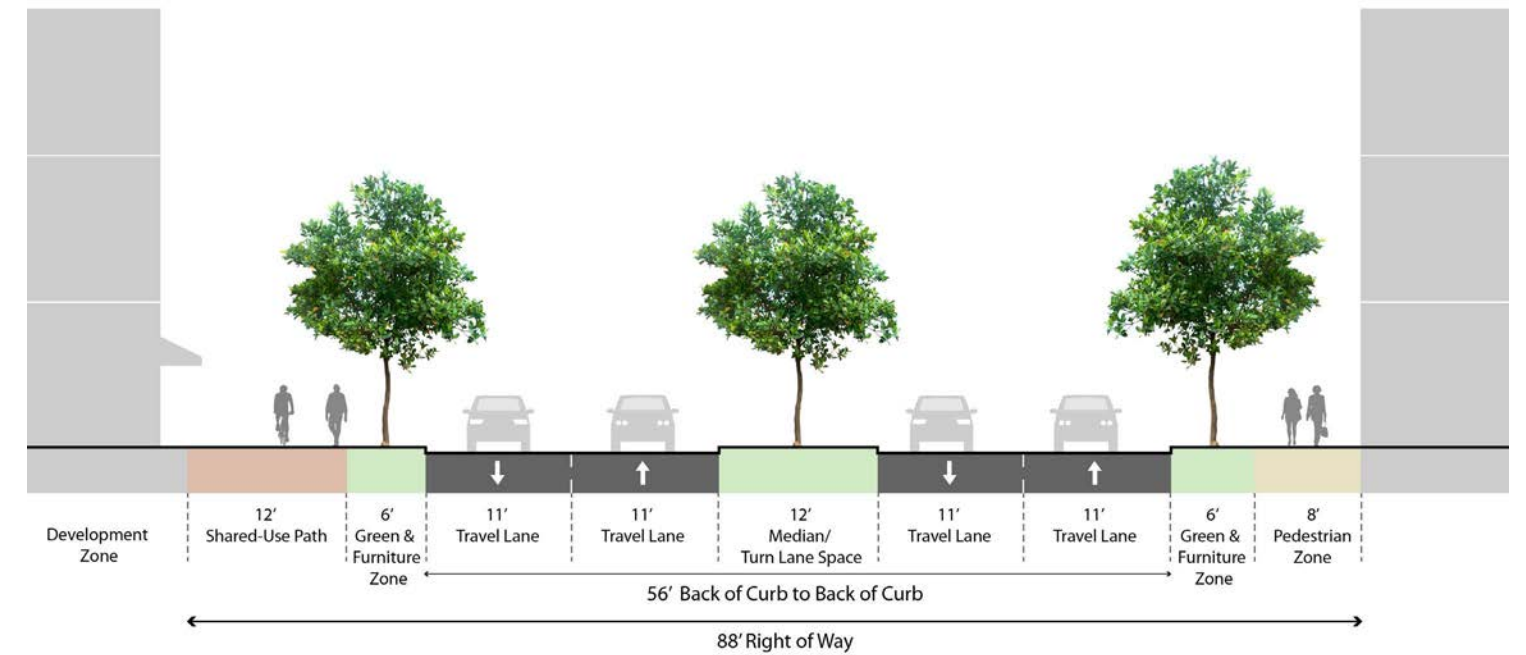 Development
Zone
12’
Shared-Use Path
6’
Green &
Furniture
Zone
11’
Travel Lane
11’
Travel Lane
12’
Median/
Turn Lane Space
11’
Travel Lane
11’
Travel Lane
6’
Green &
Furniture
Zone
8’
Pedestrian
Zone
56’ Back of Curb to Back of Curb
88’ Right of Way